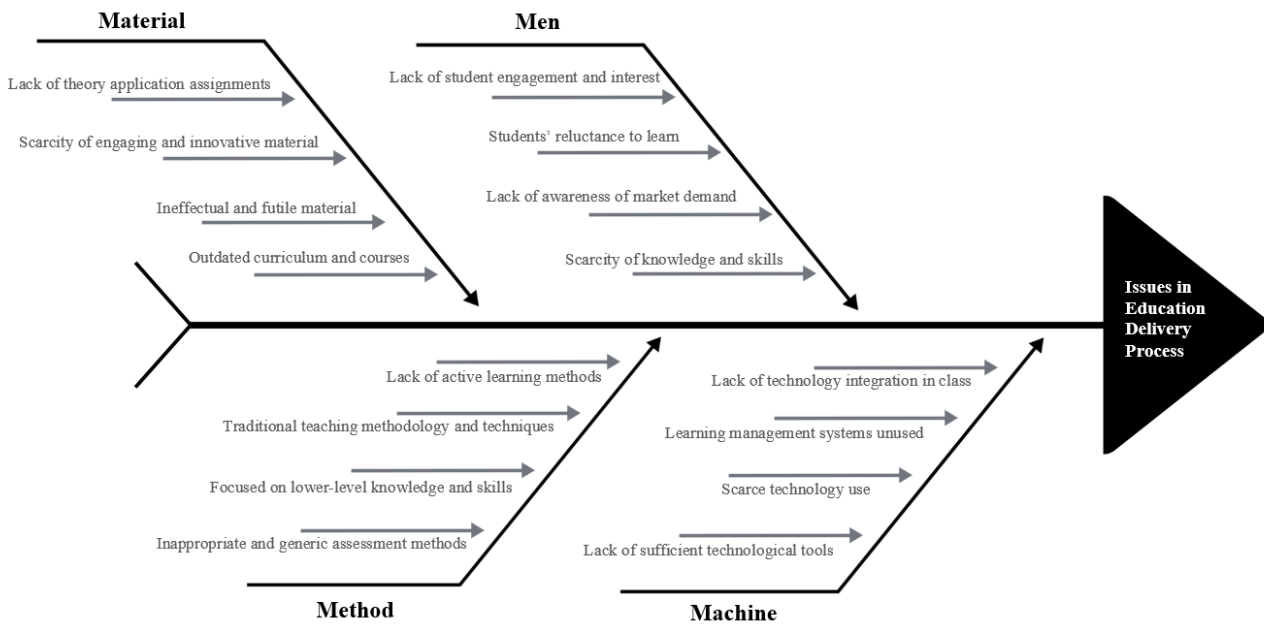 Material
Men
Lack of theory application assignments
Scarcity of engaging and innovative material
Ineffectual and futile material
Outdated curriculum and courses
Lack of student engagement and interest
Students’ reluctance to learn
Lack of awareness of market demand
Scarcity of knowledge and skills
Issues in
Education
Delivery
Process
Lack of active learning methods
Traditional teaching methodology and techniques
Focused on lower-level knowledge and skills
Inappropriate and generic assessment methods
Method
Lack of technology integration in class
Learning management systems unused
Scarce technology use
Lack of sufficient technological tools
Machine